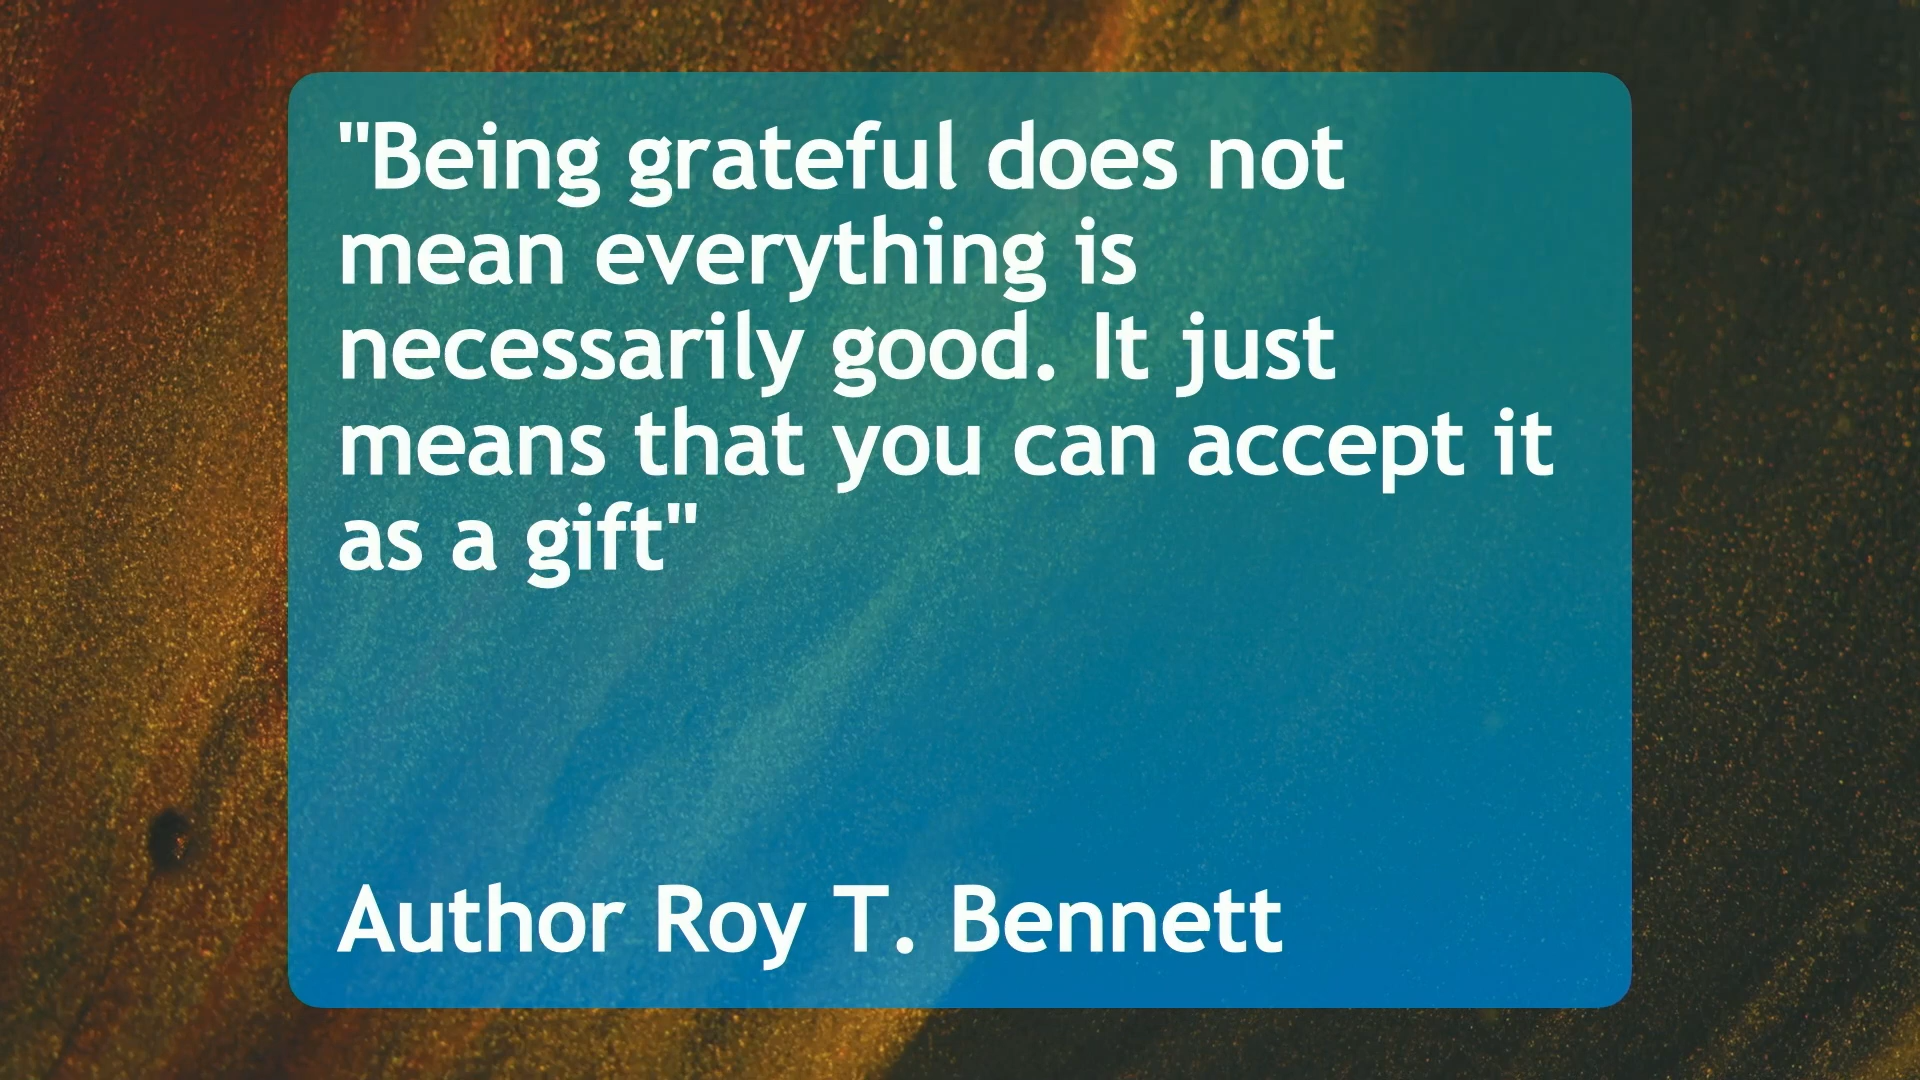 "Being grateful does not
mean everything is
necessarily good. It just
means that you can accept it
as a gift"
Author Roy T. Bennett